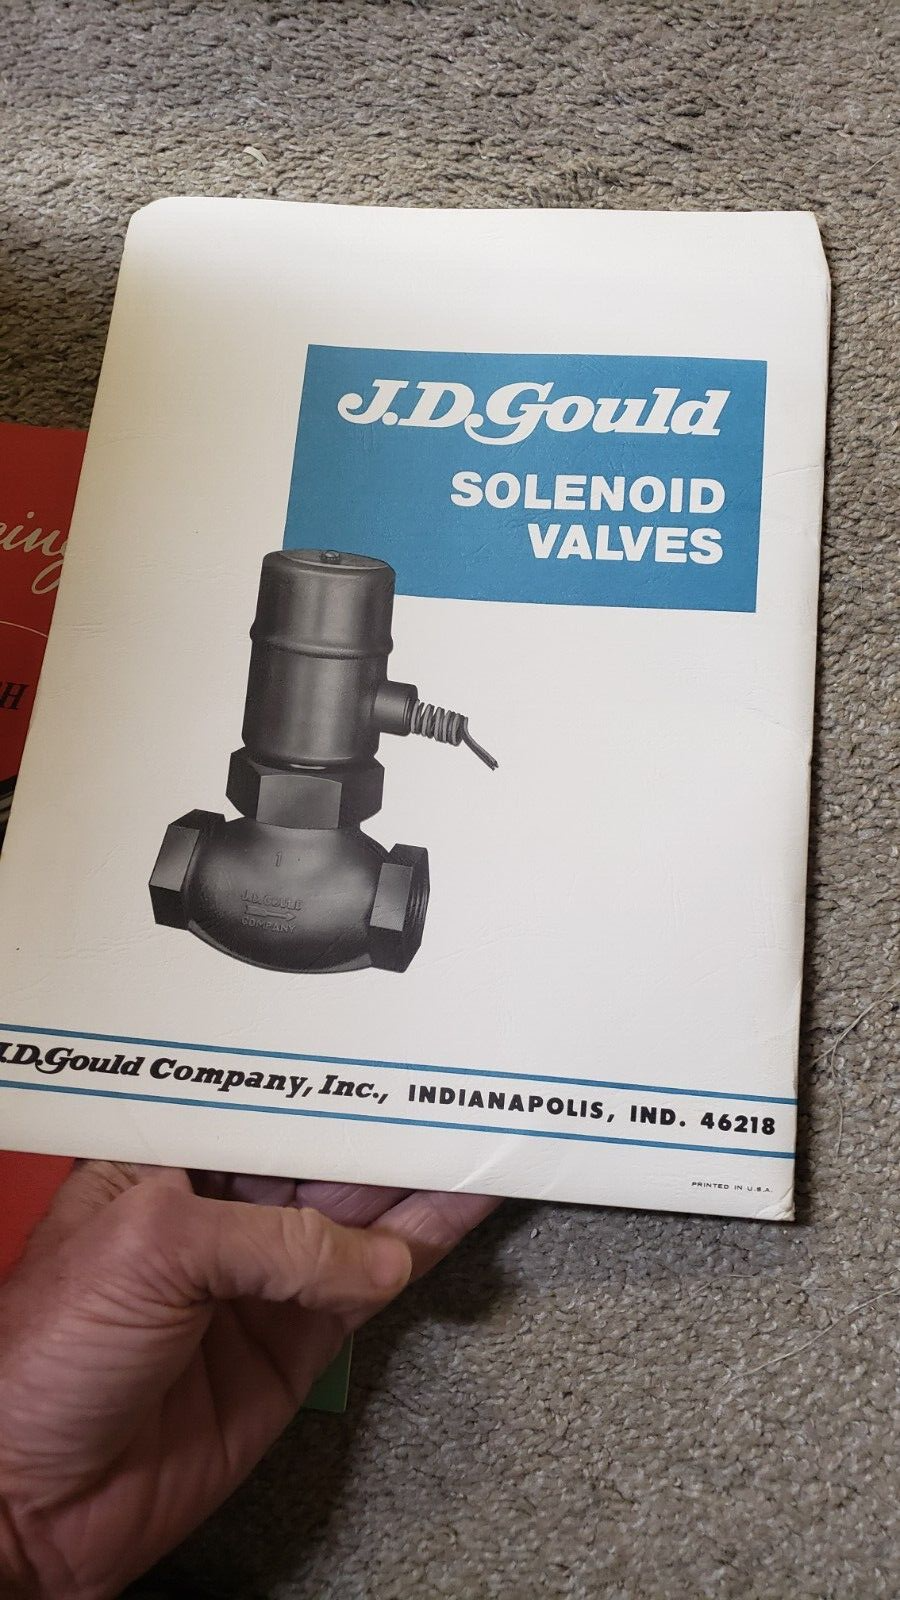 J.D. Gould
SOLENOID
VALVES
1
J.D. GOULD
COMPANY
J.D. Gould Company, Inc., INDIANAPOLIS, IND. 46218
PRINTED IN U.S.A.